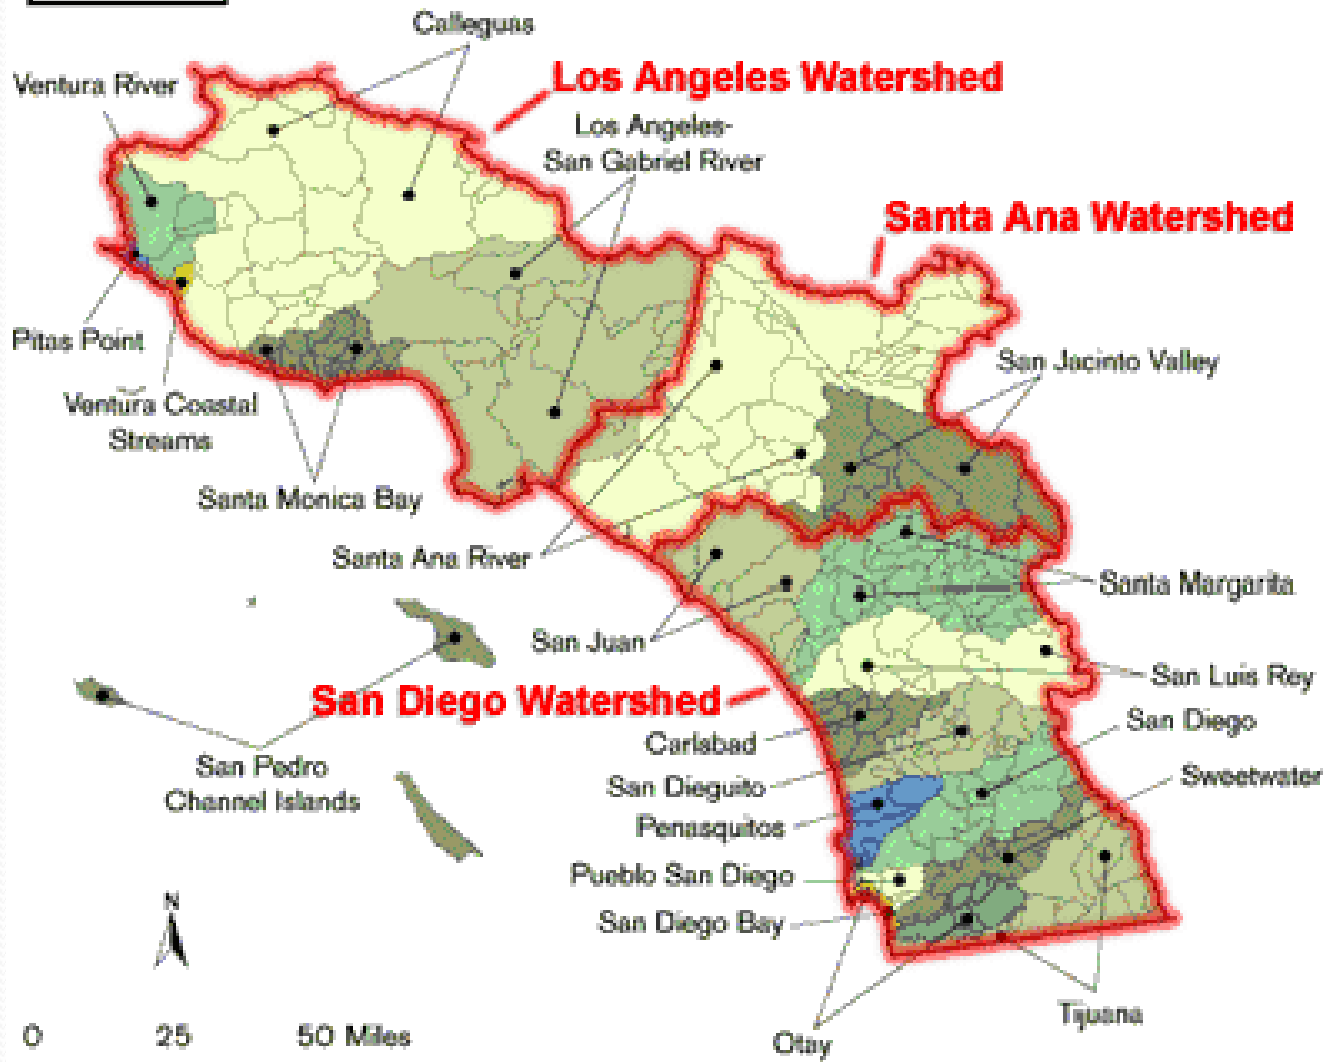 Calleguas
Ventura River
Los Angeles Watershed
Los Angeles-
San Gabriel River
Santa Ana Watershed
Pitas Point
San Jacinto Valley
Ventura Coastal
Streams
Santa Monica Bay
Santa Ana River
Santa Margarita
San Juan
San Luis Rey
San Diego Watershed
San Diego
Carlsbad
San Pedro
Channel Islands
Sweetwater
San Dieguito
Penasquitos
Pueblo San Diego
San Diego Bay
N
Tijuana
Otay
0 25 50 Miles